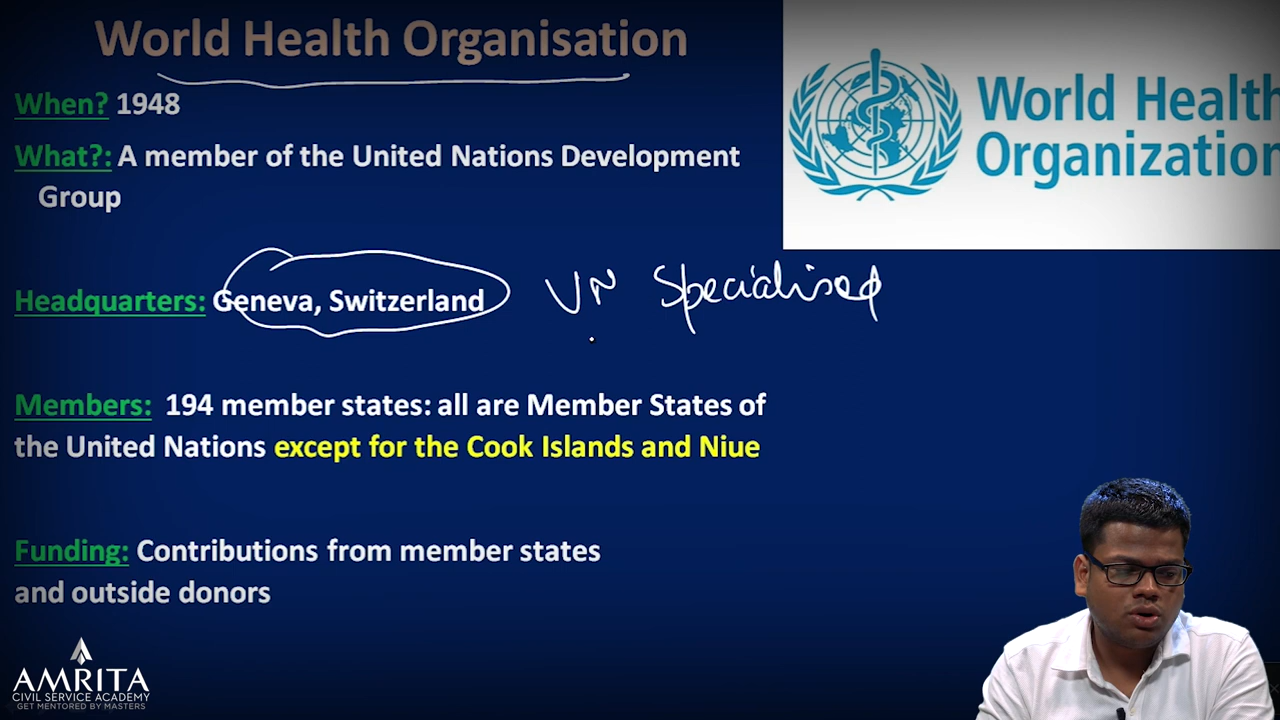 World Health Organisation
When? 1948
What?: A member of the United Nations Development
Group
World Health
Organization
Headquarters: Geneva, Switzerland UN Specialised
Members: 194 member states: all are Member States of
the United Nations except for the Cook Islands and Niue
Funding: Contributions from member states
and outside donors
AMRITA
CIVIL SERVICE ACADEMY
GET MENTORED BY MASTERS